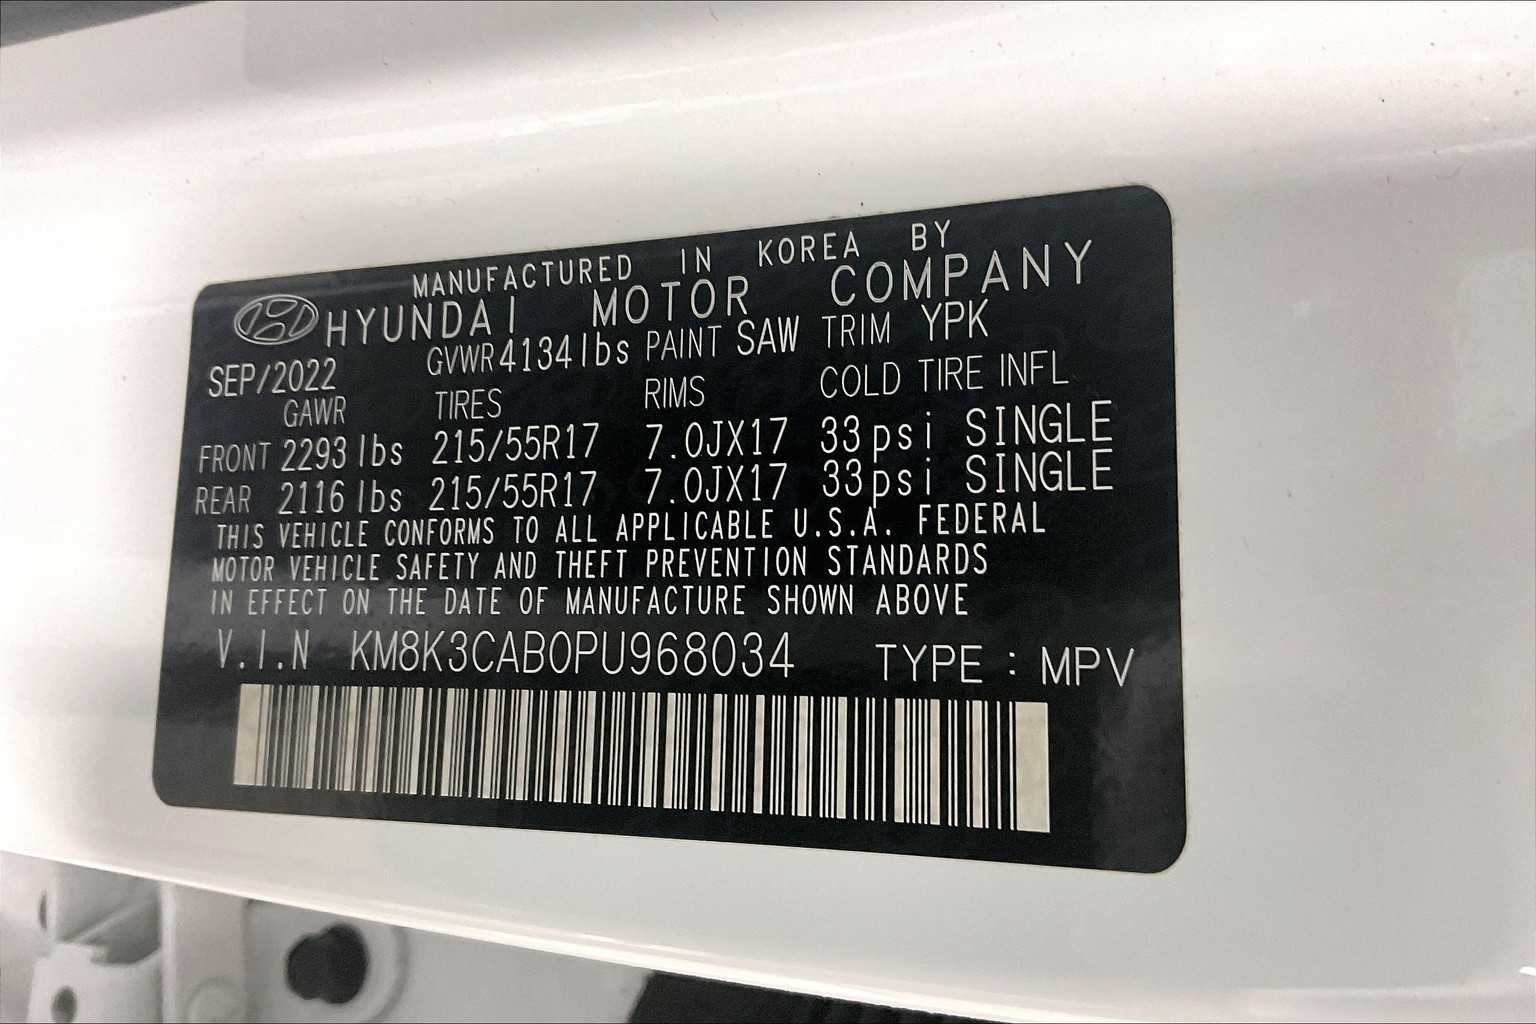 MANUFACTURED IN KOREA BY
HYUNDAI MOTOR COMPANY
SEP/2022 GVWR 4134lbs PAINT SAW TRIM YPK
GAWR TIRES RIMS COLD TIRE INFL
FRONT 2293 lbs 215/55R17 7.0JX17 33psi SINGLE
REAR 2116 lbs 215/55R17 7.0JX17 33psi SINGLE
THIS VEHICLE CONFORMS TO ALL APPLICABLE U.S.A. FEDERAL
MOTOR VEHICLE SAFETY AND THEFT PREVENTION STANDARDS
IN EFFECT ON THE DATE OF MANUFACTURE SHOWN ABOVE
V.I.N KM8K3CAB0PU968034 TYPE : MPV